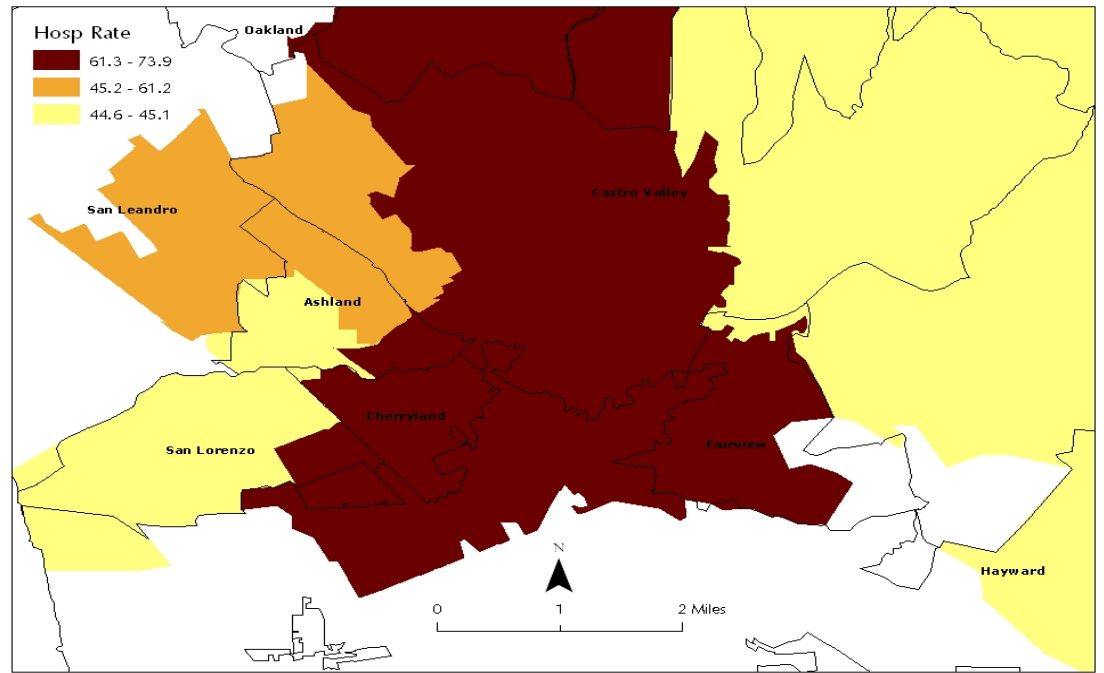 Oakland
Hosp Rate
61.3 - 73.9
45.2 - 61.2
44.6 - 45.1
Castro Valley
San Leandro
Ashland
Cherryland
Fairview
San Lorenzo
N
Hayward
0 1 2 Miles